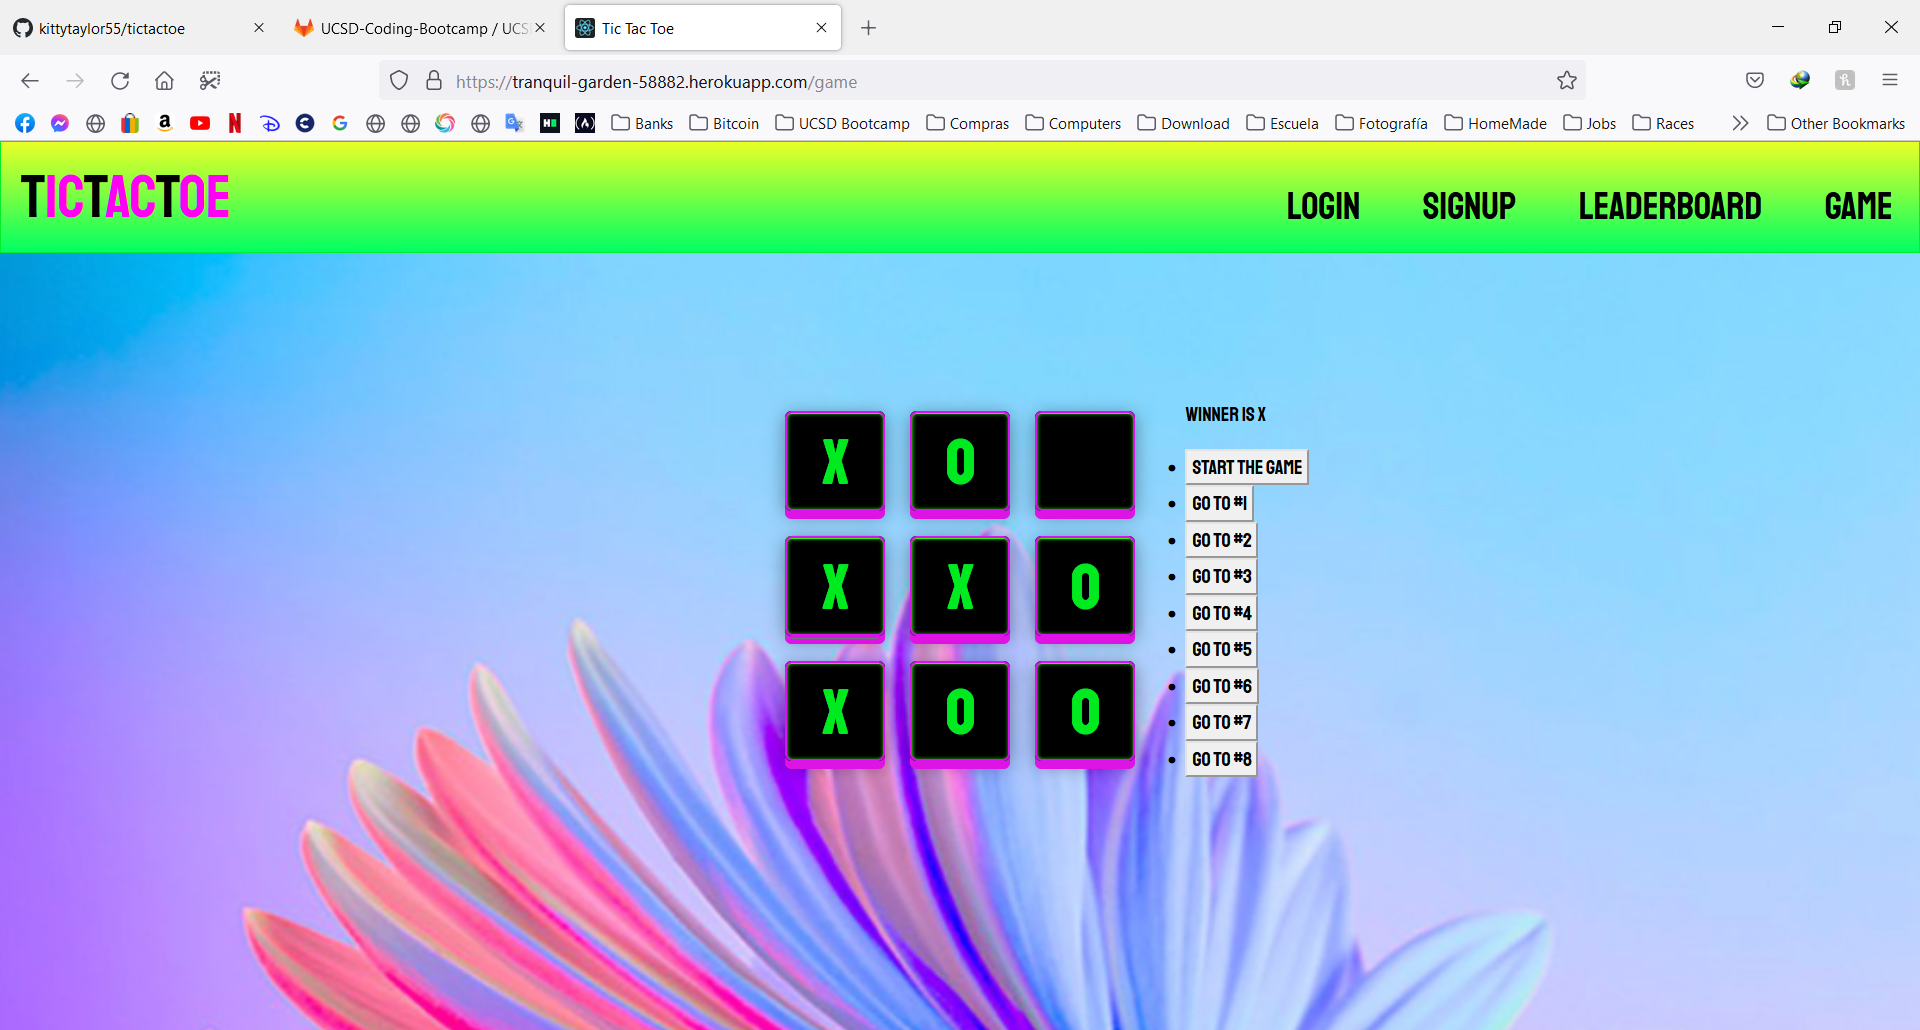 kittytaylor55/tictactoe
UCSD-Coding-Bootcamp / UCS
Tic Tac Toe
https://tranquil-garden-58882.herokuapp.com/game
Banks Bitcoin UCSD Bootcamp Compras Computers Download Escuela Fotografía HomeMade Jobs Races Other Bookmarks
TICTACTOE
LOGIN SIGNUP LEADERBOARD GAME
X O
X X O
X O O
WINNER IS X
START THE GAME
GO TO #1
GO TO #2
GO TO #3
GO TO #4
GO TO #5
GO TO #6
GO TO #7
GO TO #8